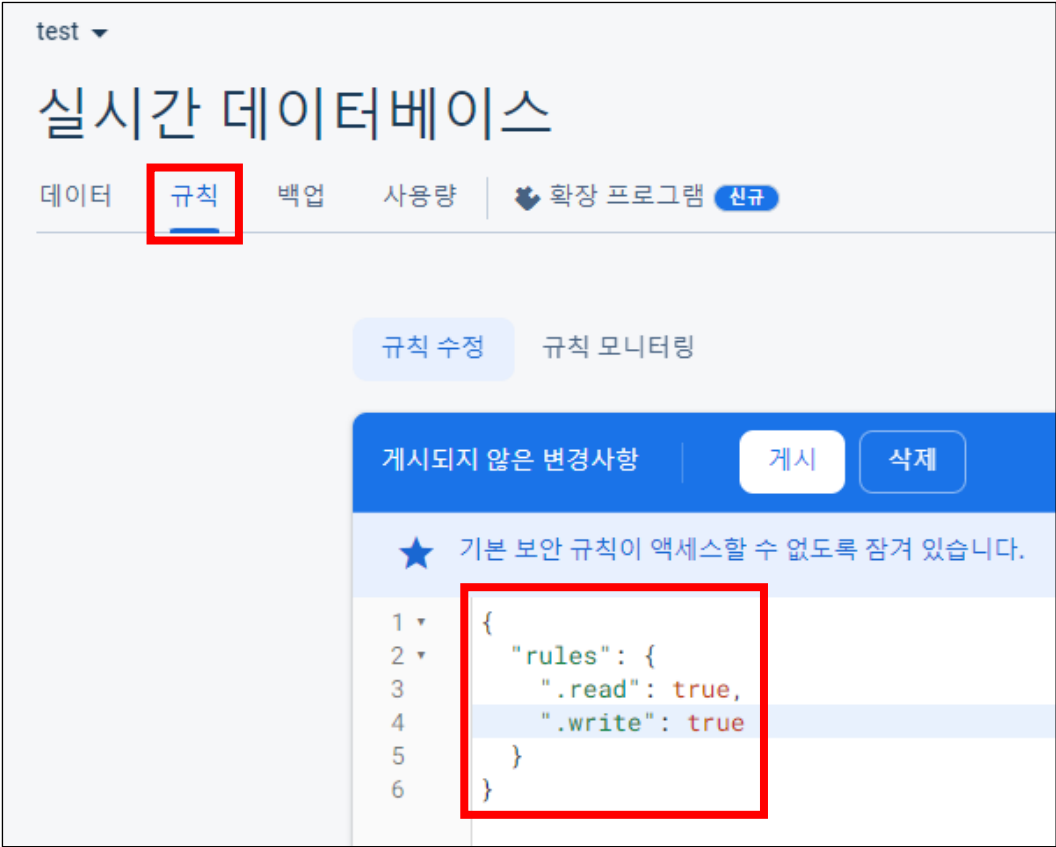 test
실시간 데이터베이스
데이터 규칙 백업 사용량 확장 프로그램 신규
규칙 수정 규칙 모니터링
게시되지 않은 변경사항 게시 삭제
기본 보안 규칙이 액세스할 수 없도록 잠겨 있습니다.
1 {
2 "rules": {
3 ".read": true,
4 ".write": true
5 }
6 }